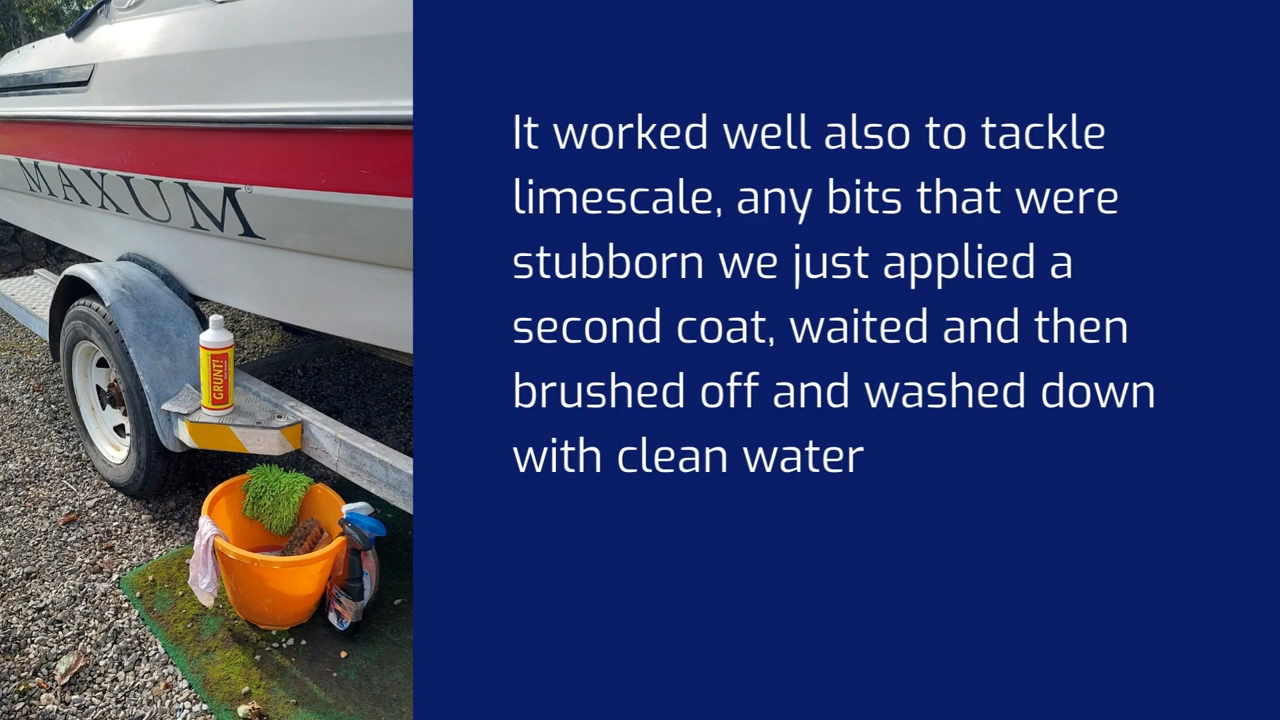 MAXUM
GRUNT!
It worked well also to tackle
limescale, any bits that were
stubborn we just applied a
second coat, waited and then
brushed off and washed down
with clean water